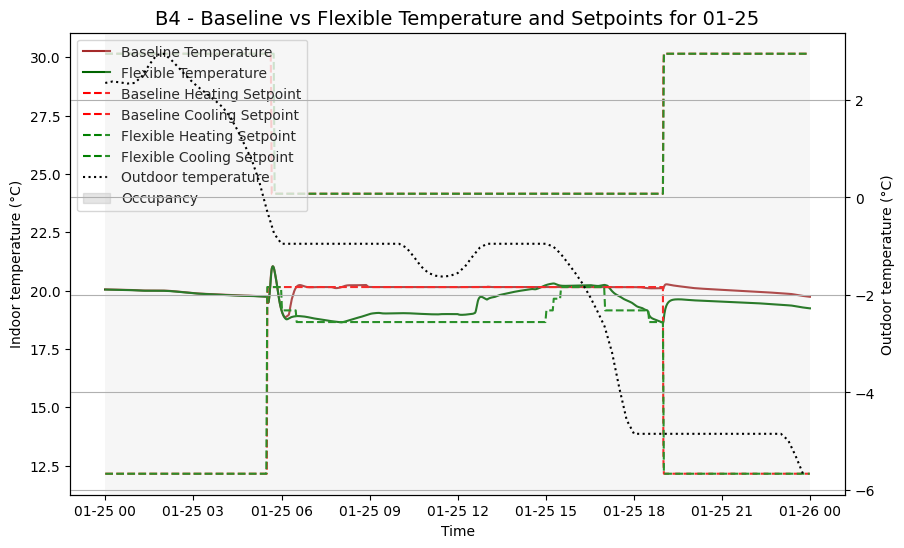 B4 - Baseline vs Flexible Temperature and Setpoints for 01-25
Baseline Temperature
Flexible Temperature
Baseline Heating Setpoint
Baseline Cooling Setpoint
Flexible Heating Setpoint
Flexible Cooling Setpoint
Outdoor temperature
Occupancy
Indoor temperature (°C)
30.0
27.5
25.0
22.5
20.0
17.5
15.0
12.5
2
0
−2
−4
−6
Outdoor temperature (°C)
01-25 00 01-25 03 01-25 06 01-25 09 01-25 12 01-25 15 01-25 18 01-25 21 01-26 00
Time